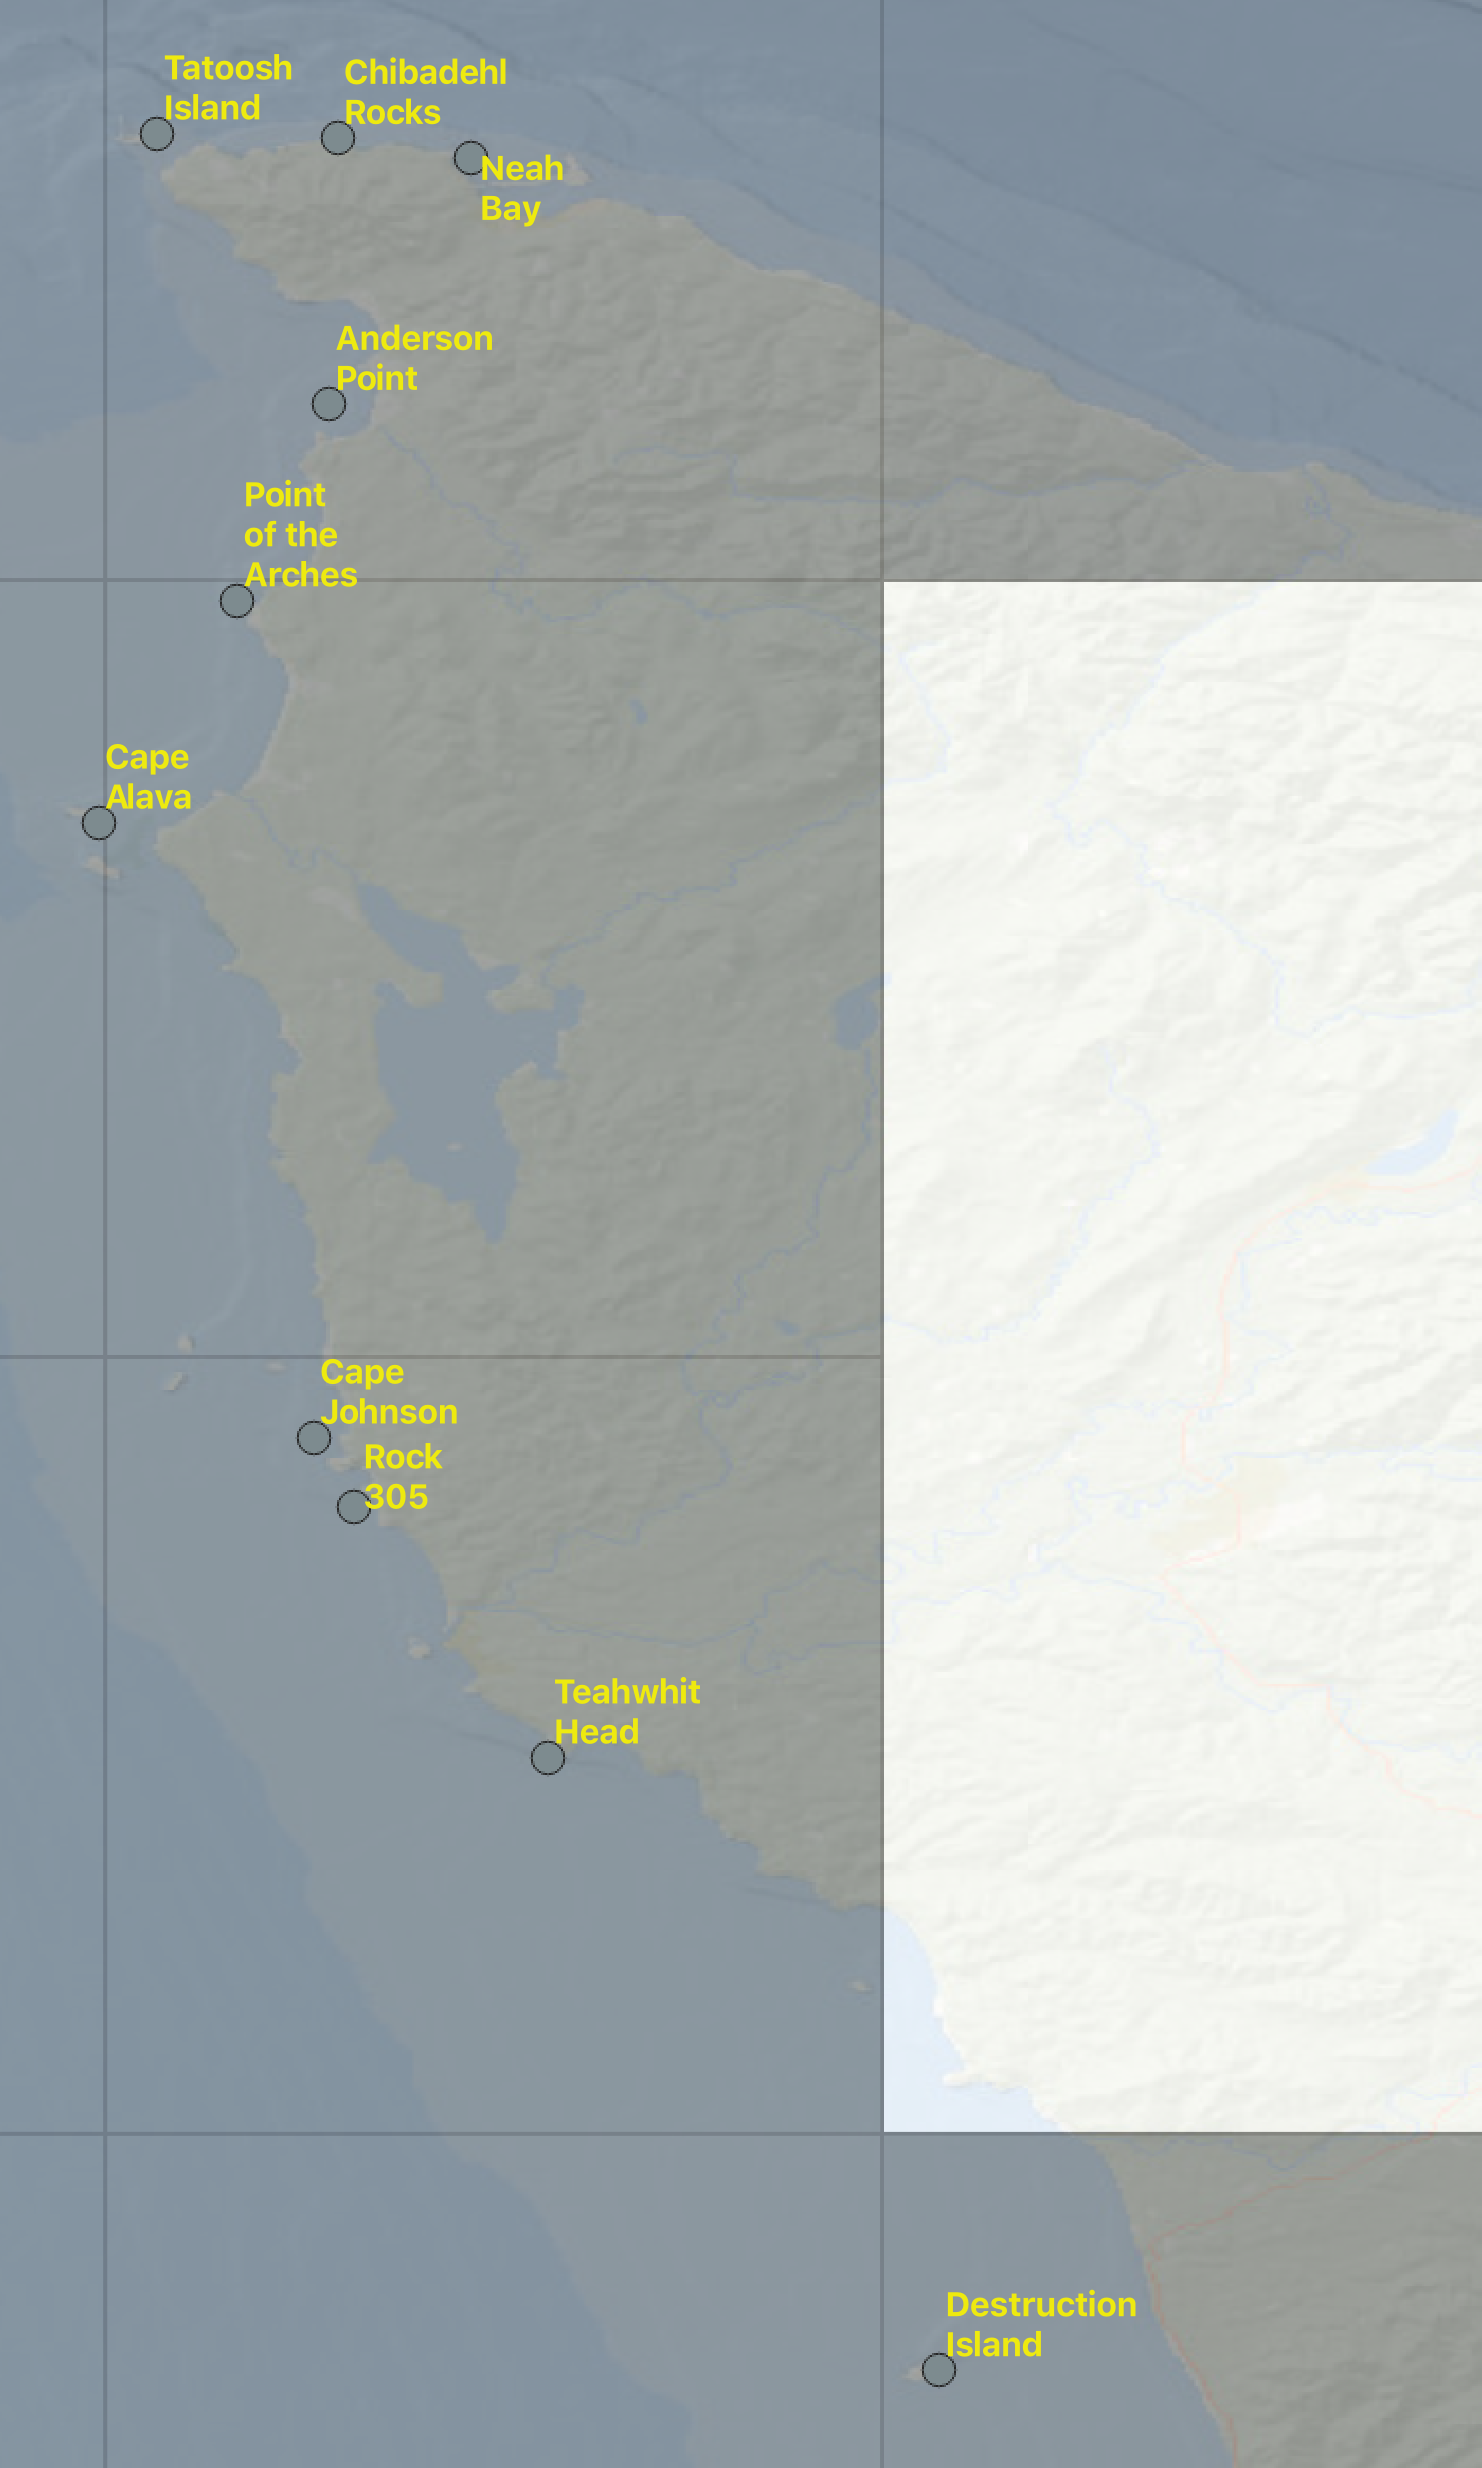 Tatoosh
Island
Chibadehl
Rocks
Neah
Bay
Anderson
Point
Point
of the
Arches
Cape
Alava
Cape
Johnson
Rock
305
Teahwhit
Head
Destruction
Island